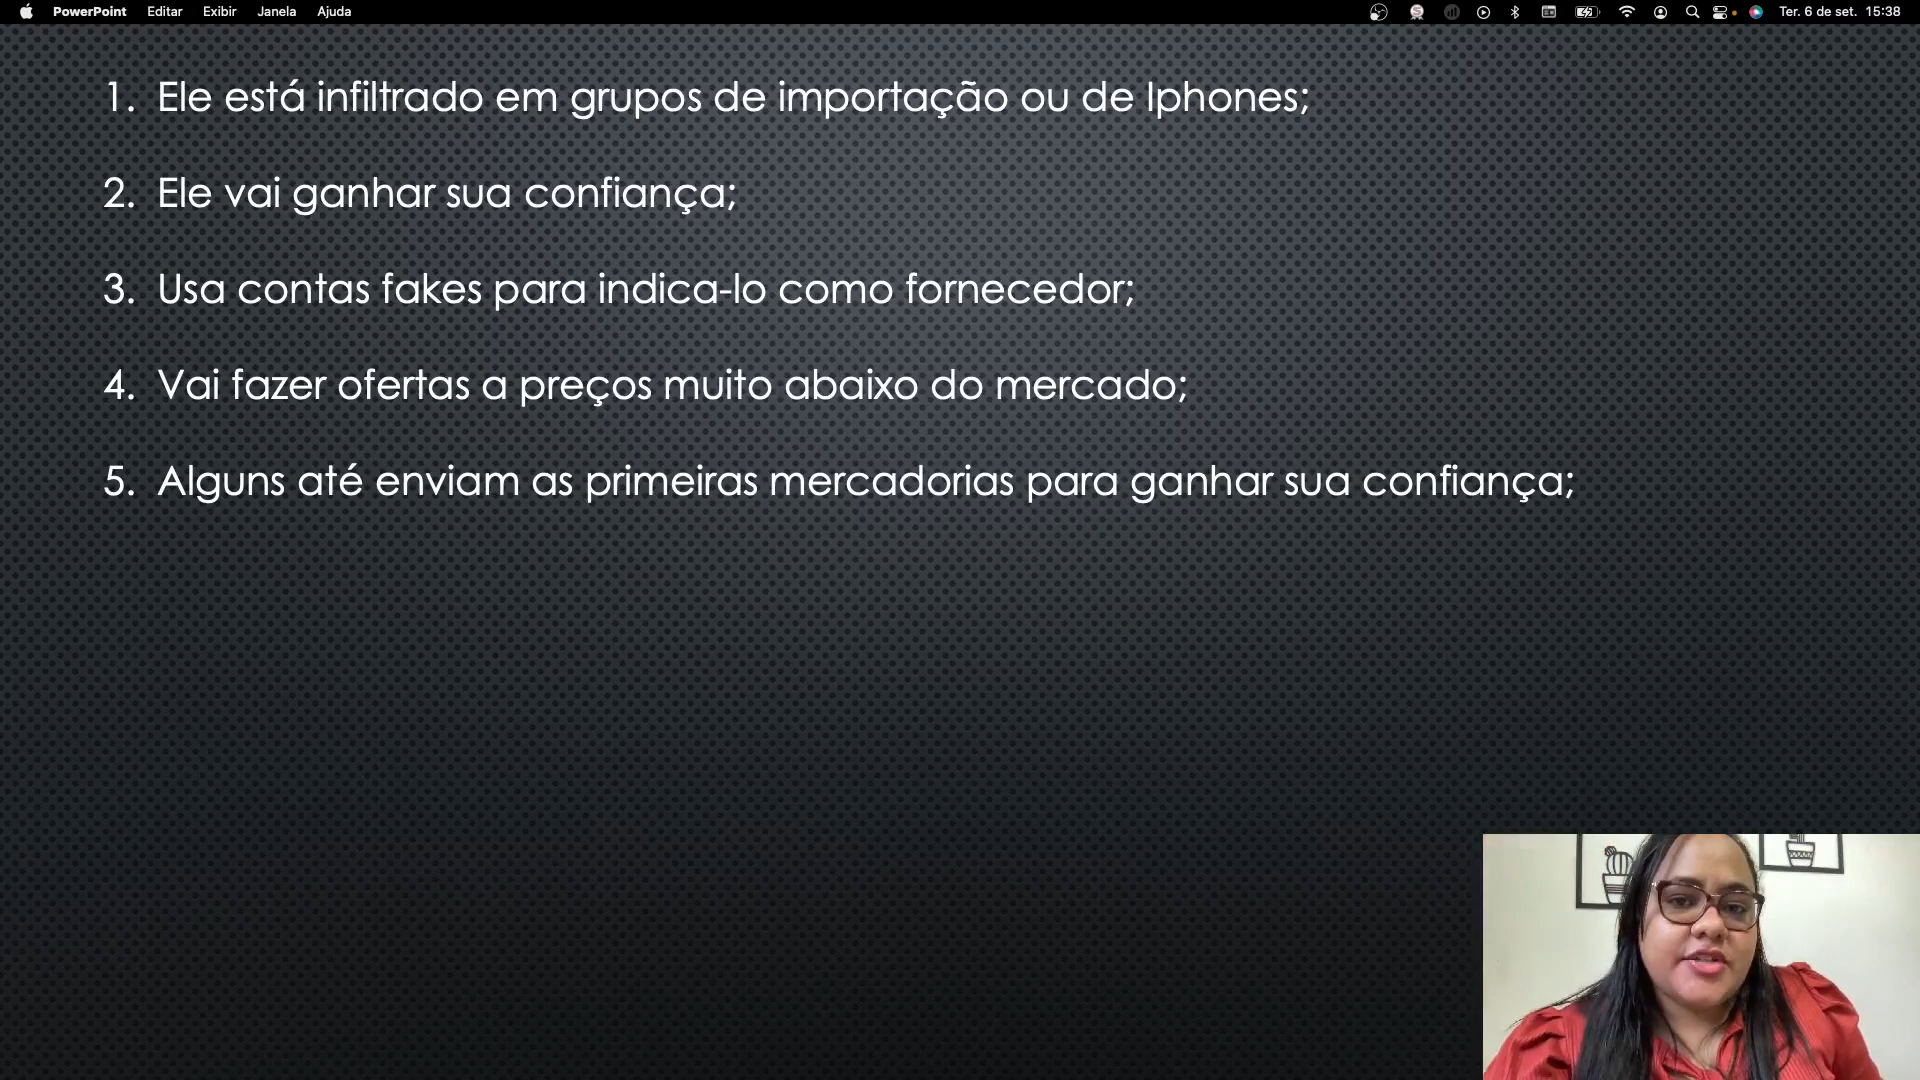 PowerPoint Editar Exibir Janela Ajuda Ter. 6 de set. 15:38
1. Ele está infiltrado em grupos de importação ou de Iphones;
2. Ele vai ganhar sua confiança;
3. Usa contas fakes para indica-lo como fornecedor;
4. Vai fazer ofertas a preços muito abaixo do mercado;
5. Alguns até enviam as primeiras mercadorias para ganhar sua confiança;